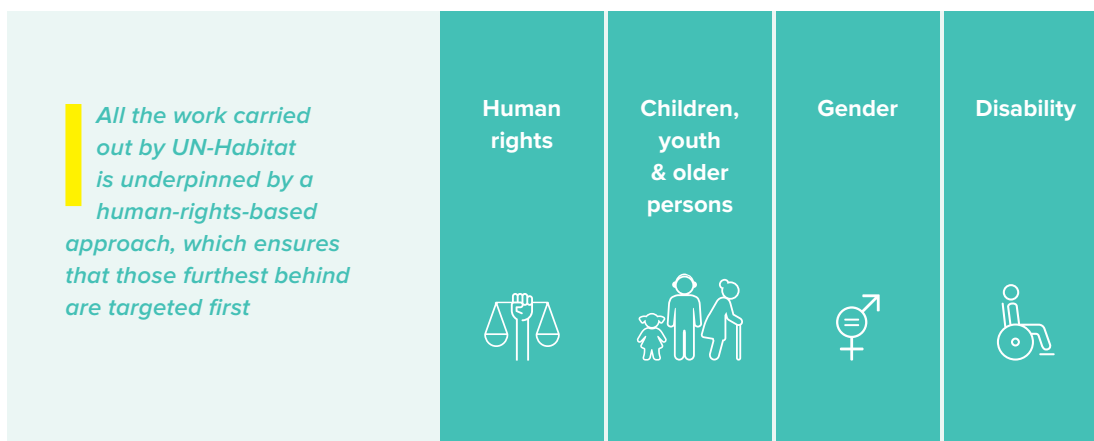 All the work carried
out by UN-Habitat
is underpinned by a
human-rights-based
approach, which ensures
that those furthest behind
are targeted first
Human
rights
Children,
youth
& older
persons
Gender
Disability